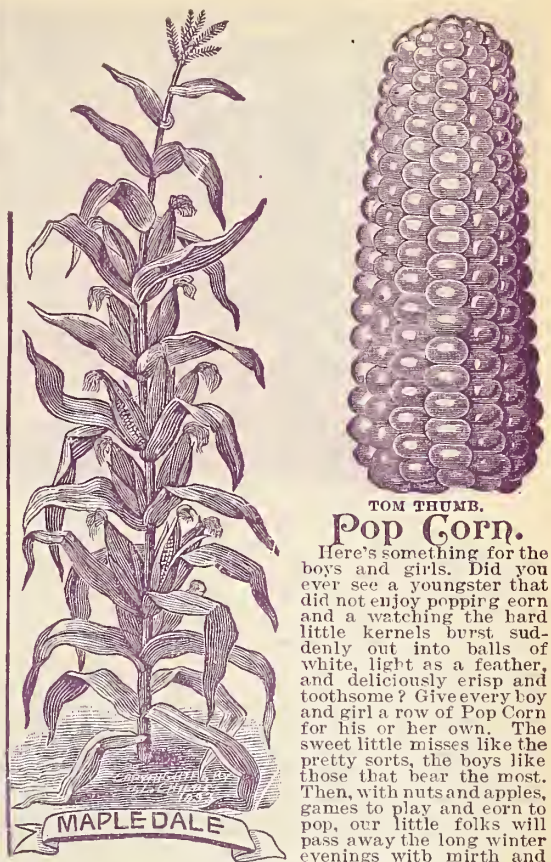 TOM THUMB.
Pop Corn.
Here's something for the
boys and girls. Did you
ever see a youngster that
did not enjoy popping corn
and a watching the hard
little kernels burst sud-
denly out into balls of
white, light as a feather,
and deliciously crisp and
toothsome? Give every boy
and girl a row of Pop Corn
for his or her own. The
sweet little misses like the
pretty sorts, the boys like
those that bear the most.
Then, with nuts and apples,
games to play and corn to
pop, our little folks will
pass away the long winter
evenings with mirth and
COPYRIGHTED BY
MAPLE DALE